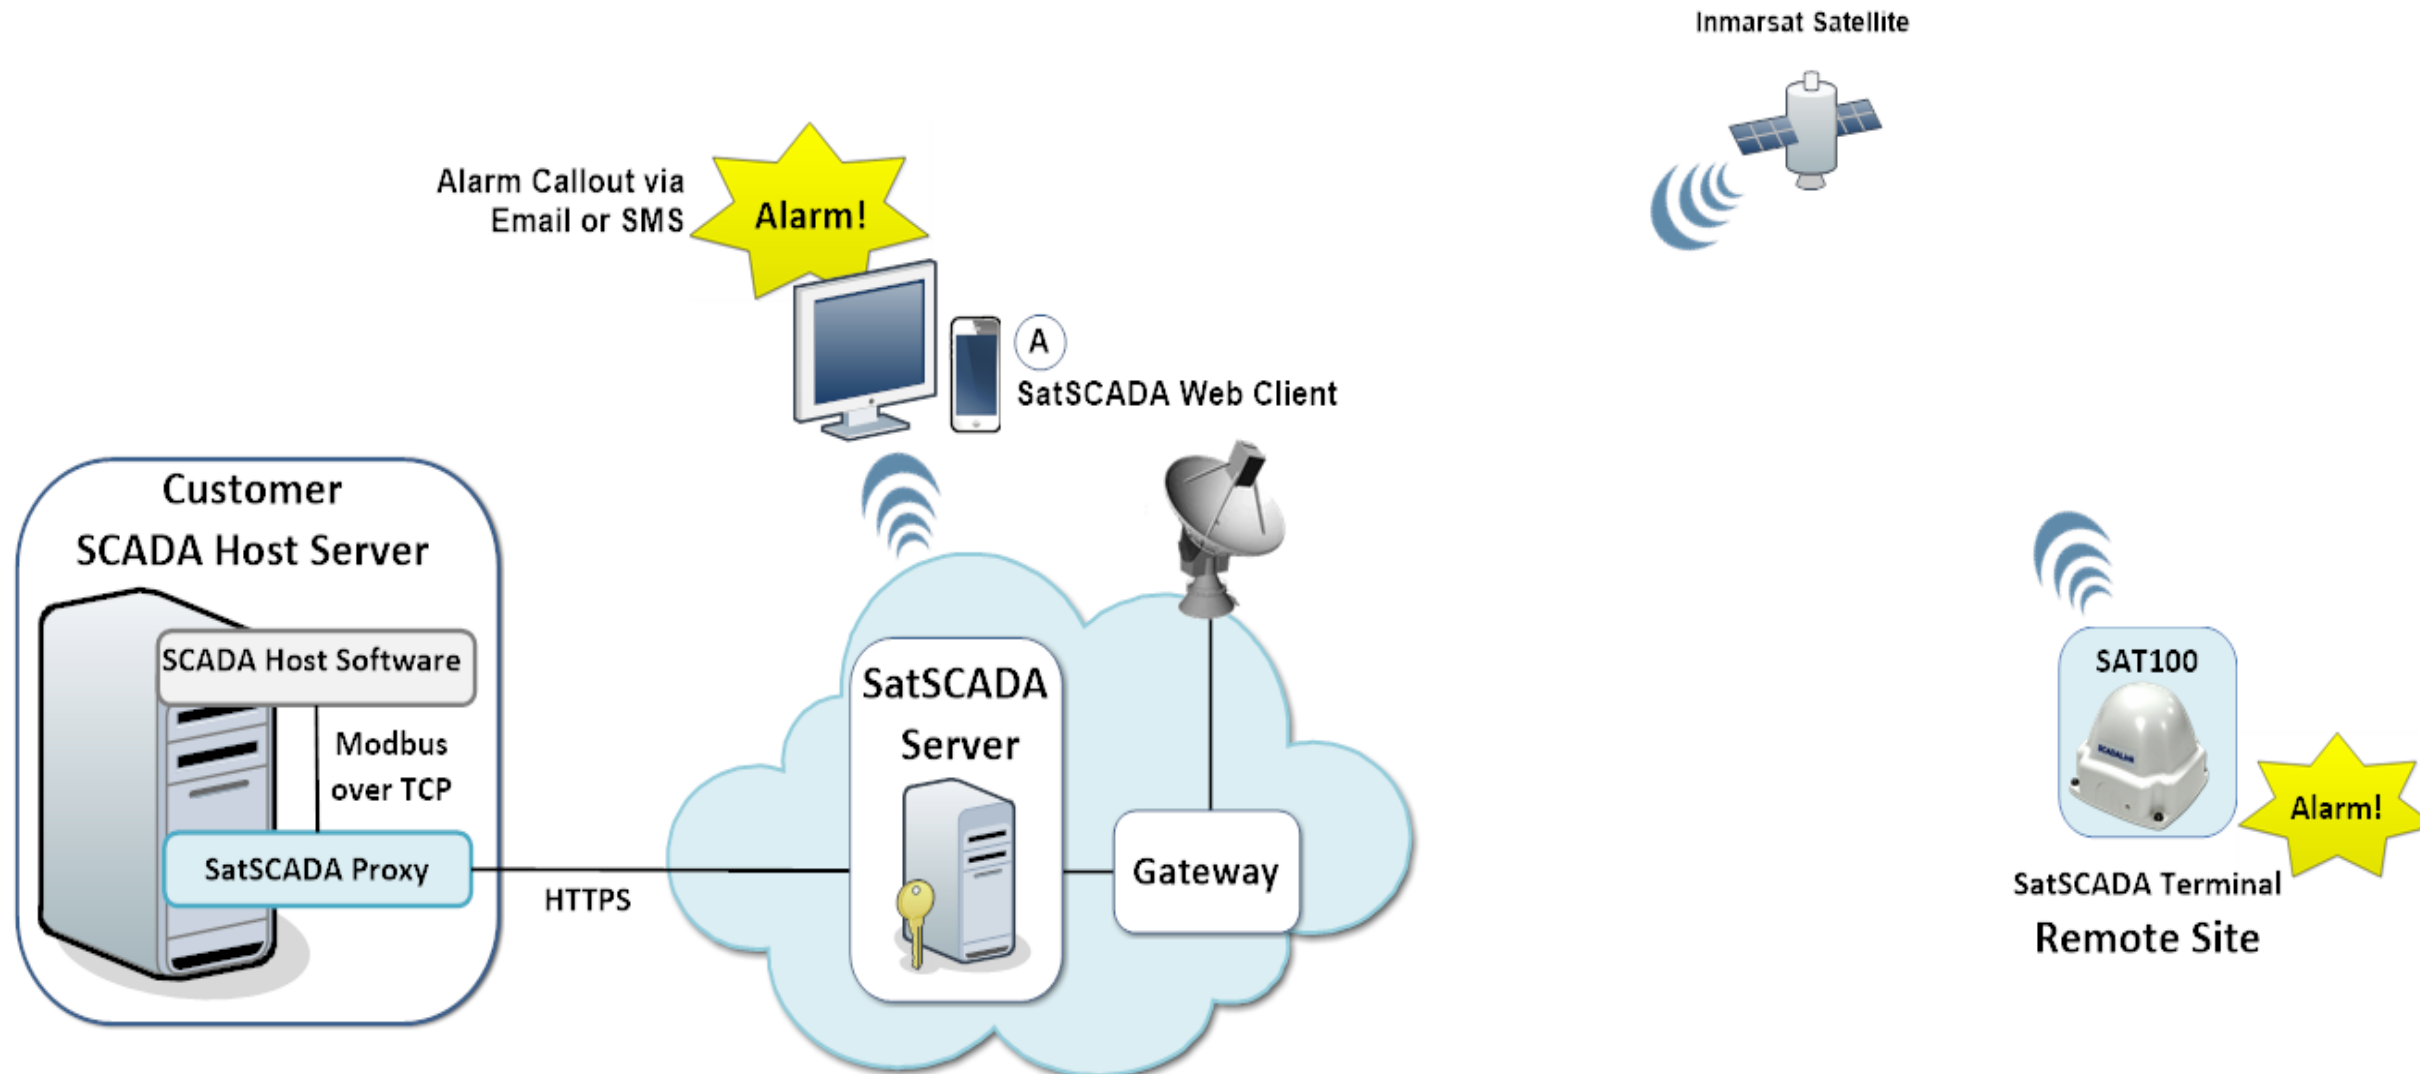 Inmarsat Satellite
Alarm Callout via
Email or SMS
Alarm!
A
SatSCADA Web Client
Customer
SCADA Host Server
SCADA Host Software
Modbus
over TCP
SatSCADA Proxy
HTTPS
SatSCADA
Server
Gateway
SAT100
SCADALink
Alarm!
SatSCADA Terminal
Remote Site